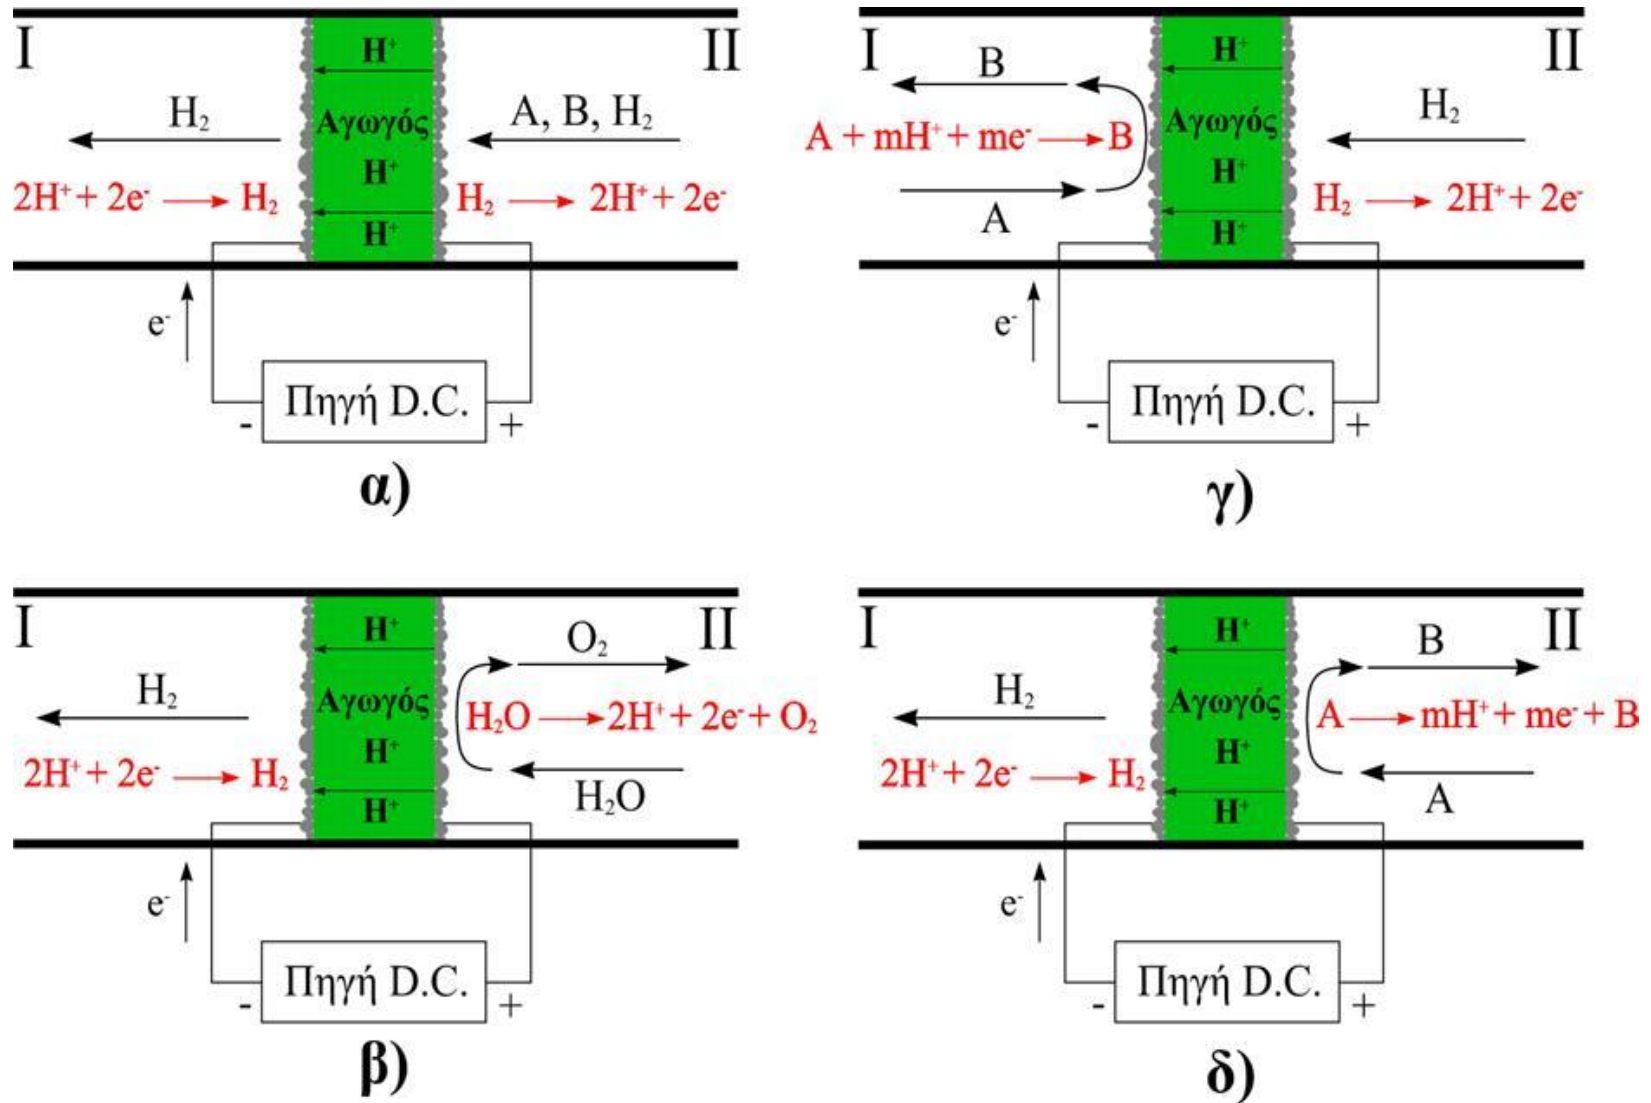 I
II
H⁺
Αγωγός
H⁺
H⁺
H₂
A, B, H₂
2H⁺ + 2e⁻ → H₂
H₂ → 2H⁺ + 2e⁻
e⁻
Πηγή D.C.
- +
α)
I
II
H⁺
Αγωγός
H⁺
H⁺
B
H₂
A + mH⁺ + me⁻ → B
A
H₂ → 2H⁺ + 2e⁻
e⁻
Πηγή D.C.
- +
γ)
I
II
H⁺
Αγωγός
H⁺
H⁺
O₂
H₂
H₂O → 2H⁺ + 2e⁻ + O₂
2H⁺ + 2e⁻ → H₂
H₂O
e⁻
Πηγή D.C.
- +
β)
I
II
H⁺
Αγωγός
H⁺
H⁺
B
H₂
A → mH⁺ + me⁻ + B
2H⁺ + 2e⁻ → H₂
A
e⁻
Πηγή D.C.
- +
δ)